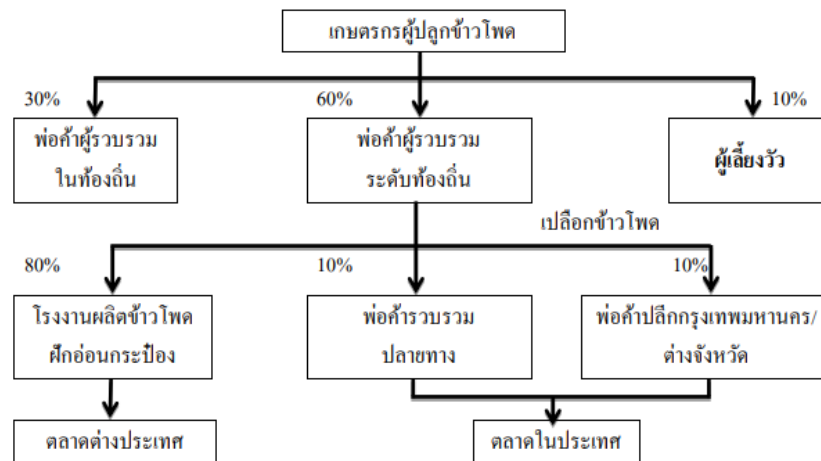 เกษตรกรผู้ปลูกข้าวโพด
30%
60%
10%
พ่อค้าผู้รวบรวม
ในท้องถิ่น
พ่อค้าผู้รวบรวม
ระดับท้องถิ่น
ผู้เลี้ยงวัว
เปลือกข้าวโพด
80%
10%
10%
โรงงานผลิตข้าวโพด
ฝักอ่อนกระป๋อง
พ่อค้ารวบรวม
ปลายทาง
พ่อค้าปลีกกรุงเทพมหานคร/
ต่างจังหวัด
ตลาดต่างประเทศ
ตลาดในประเทศ